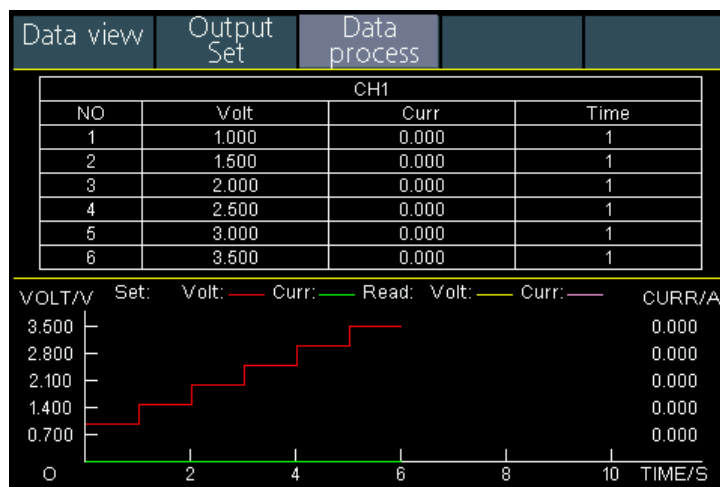 Data view Output Set Data process
CH1
NO Volt Curr Time
1 1.000 0.000 1
2 1.500 0.000 1
3 2.000 0.000 1
4 2.500 0.000 1
5 3.000 0.000 1
6 3.500 0.000 1
VOLT/V Set: Volt: Curr: Read: Volt: Curr: CURR/A
3.500 0.000
2.800 0.000
2.100 0.000
1.400 0.000
0.700 0.000
O 2 4 6 8 10 TIME/S